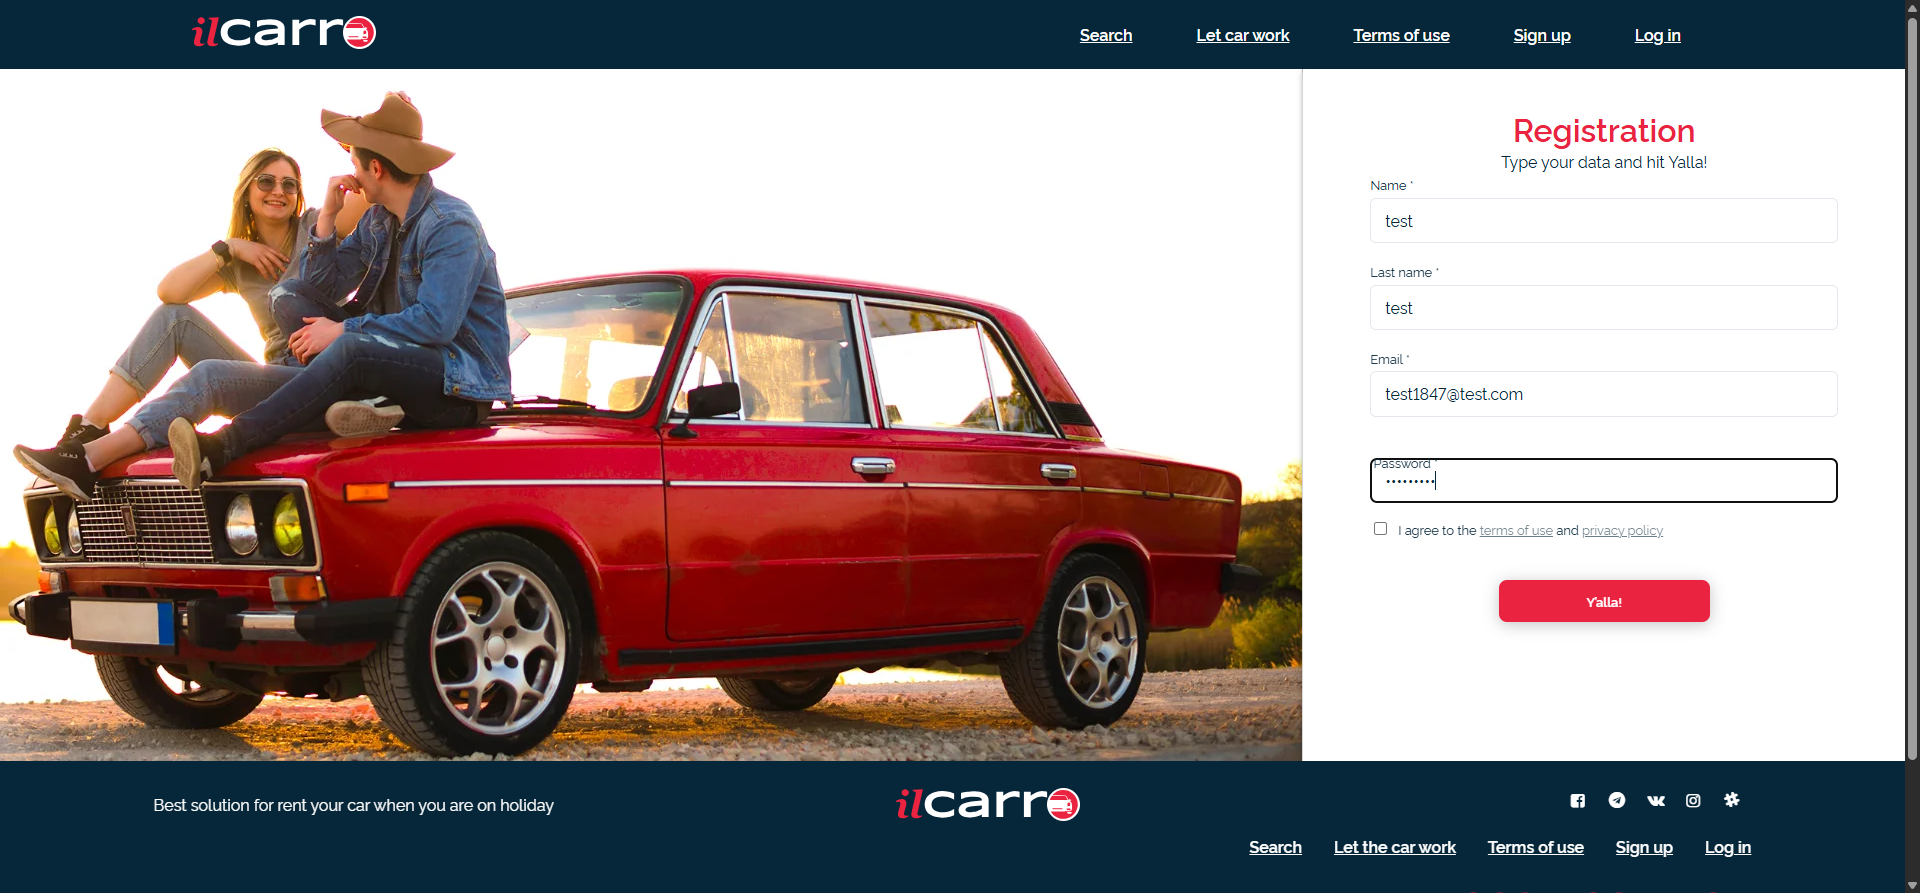 ilcarro
Search Let car work Terms of use Sign up Log in
Registration
Type your data and hit Yalla!
Name *
test
Last name *
test
Email *
test1847@test.com
Password *
•••••••••
I agree to the terms of use and privacy policy
Y'alla!
Best solution for rent your car when you are on holiday
ilcarro
Search Let the car work Terms of use Sign up Log in